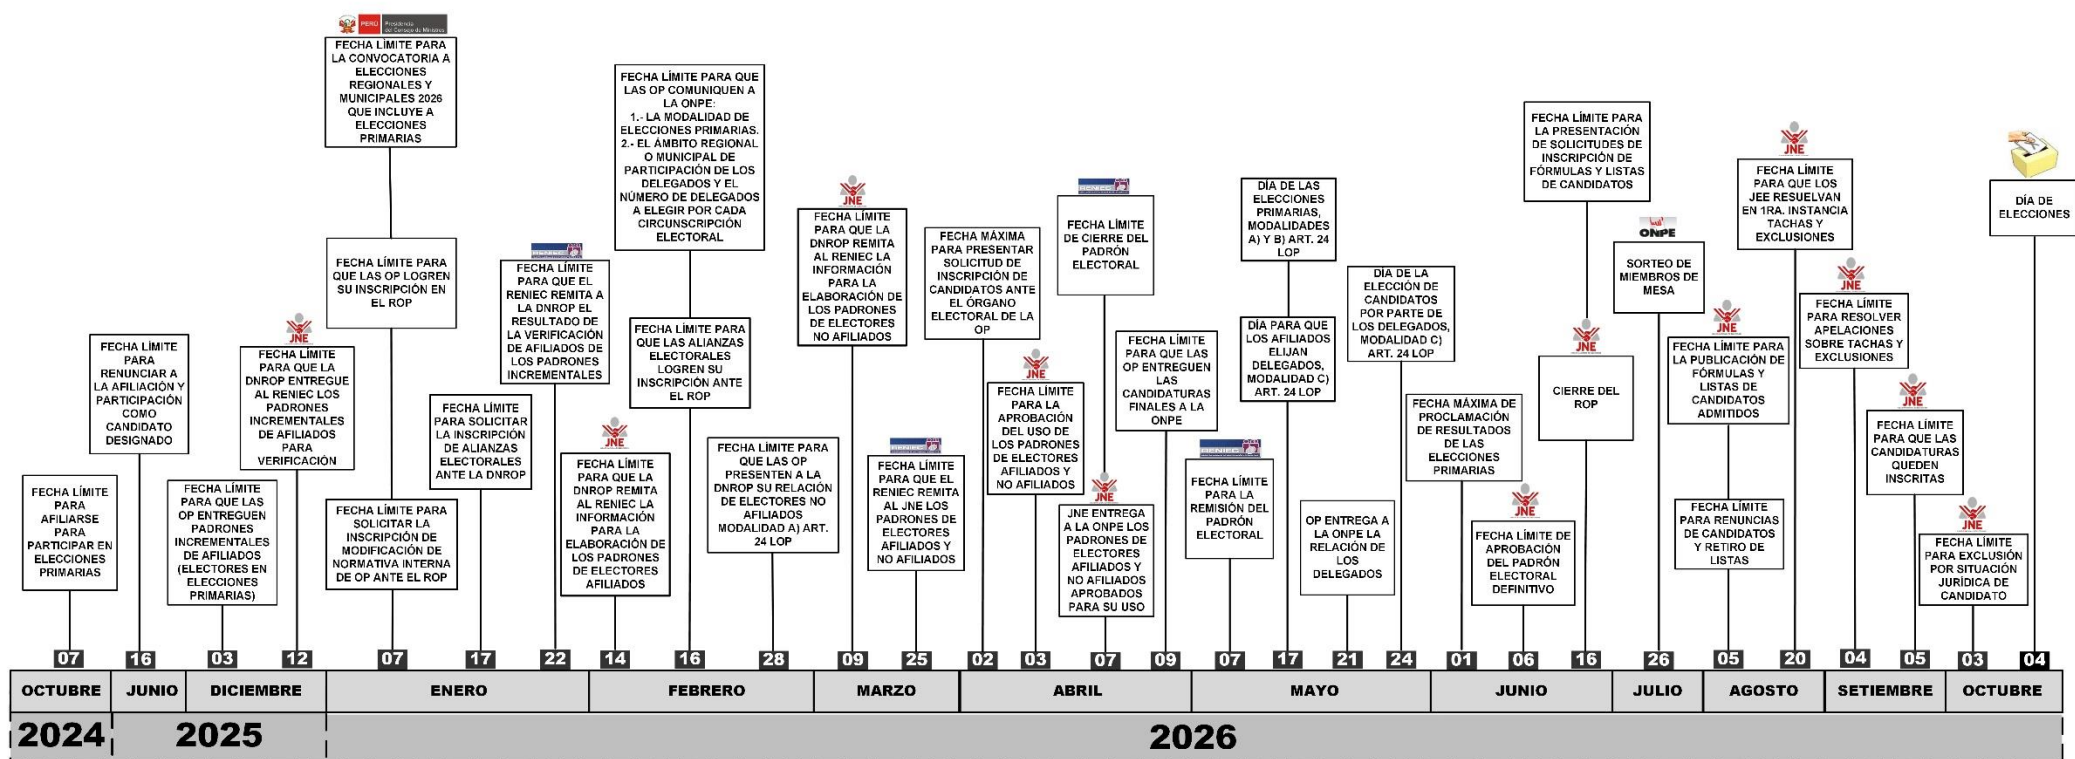 PERÚ
Presidencia
del Consejo de Ministros
FECHA LÍMITE PARA
LA CONVOCATORIA A
ELECCIONES
REGIONALES Y
MUNICIPALES 2026
QUE INCLUYE A
ELECCIONES
PRIMARIAS
FECHA LÍMITE PARA
QUE LAS OP LOGREN
SU INSCRIPCIÓN EN
EL ROP
FECHA LÍMITE PARA
SOLICITAR LA
INSCRIPCIÓN DE
MODIFICACIÓN DE
NORMATIVA INTERNA
DE OP ANTE EL ROP
FECHA LÍMITE
PARA
AFILIARSE
PARA
PARTICIPAR EN
ELECCIONES
PRIMARIAS
FECHA LÍMITE
PARA
RENUNCIAR A
LA AFILIACIÓN Y
PARTICIPACIÓN
COMO
CANDIDATO
DESIGNADO
FECHA LÍMITE
PARA QUE LAS
OP ENTREGUEN
PADRONES
INCREMENTALES
DE AFILIADOS
(ELECTORES EN
ELECCIONES
PRIMARIAS)
JNE
FECHA LÍMITE
PARA QUE LA
DNROP ENTREGUE
AL RENIEC LOS
PADRONES
INCREMENTALES
DE AFILIADOS
PARA
VERIFICACIÓN
FECHA LÍMITE
PARA SOLICITAR
LA INSCRIPCIÓN
DE ALIANZAS
ELECTORALES
ANTE LA DNROP
RENIEC
FECHA LÍMITE
PARA QUE EL
RENIEC REMITA A
LA DNROP EL
RESULTADO DE
LA VERIFICACIÓN
DE AFILIADOS DE
LOS PADRONES
INCREMENTALES
JNE
FECHA LÍMITE
PARA QUE LA
DNROP REMITA
AL RENIEC LA
INFORMACIÓN
PARA LA
ELABORACIÓN DE
LOS PADRONES
DE ELECTORES
AFILIADOS
FECHA LÍMITE PARA QUE
LAS OP COMUNIQUEN A
LA ONPE:
1.- LA MODALIDAD DE
ELECCIONES PRIMARIAS.
2.- EL ÁMBITO REGIONAL
O MUNICIPAL DE
PARTICIPACIÓN DE LOS
DELEGADOS Y EL
NÚMERO DE DELEGADOS
A ELEGIR POR CADA
CIRCUNSCRIPCIÓN
ELECTORAL
FECHA LÍMITE PARA
QUE LAS ALIANZAS
ELECTORALES
LOGREN SU
INSCRIPCIÓN ANTE
EL ROP
FECHA LÍMITE PARA
QUE LAS OP
PRESENTEN A LA
DNROP SU RELACIÓN
DE ELECTORES NO
AFILIADOS
MODALIDAD A) ART.
24 LOP
JNE
FECHA LÍMITE
PARA QUE LA
DNROP REMITA
AL RENIEC LA
INFORMACIÓN
PARA LA
ELABORACIÓN DE
LOS PADRONES
DE ELECTORES
NO AFILIADOS
RENIEC
FECHA LÍMITE
PARA QUE EL
RENIEC REMITA
AL JNE LOS
PADRONES DE
ELECTORES
AFILIADOS Y
NO AFILIADOS
FECHA MÁXIMA
PARA PRESENTAR
SOLICITUD DE
INSCRIPCIÓN DE
CANDIDATOS ANTE
EL ÓRGANO
ELECTORAL DE LA
OP
JNE
FECHA LÍMITE
PARA LA
APROBACIÓN
DEL USO DE
LOS PADRONES
DE ELECTORES
AFILIADOS Y
NO AFILIADOS
RENIEC
FECHA LÍMITE
DE CIERRE DEL
PADRÓN
ELECTORAL
JNE
JNE ENTREGA
A LA ONPE LOS
PADRONES DE
ELECTORES
AFILIADOS Y
NO AFILIADOS
APROBADOS
PARA SU USO
FECHA LÍMITE
PARA QUE LAS
OP ENTREGUEN
LAS
CANDIDATURAS
FINALES A LA
ONPE
RENIEC
FECHA LÍMITE
PARA LA
REMISIÓN DEL
PADRÓN
ELECTORAL
DÍA DE LAS
ELECCIONES
PRIMARIAS,
MODALIDADES
A) Y B) ART. 24
LOP
DÍA PARA QUE
LOS AFILIADOS
ELIJAN
DELEGADOS,
MODALIDAD C)
ART. 24 LOP
OP ENTREGA A
LA ONPE LA
RELACIÓN DE
LOS
DELEGADOS
DÍA DE LA
ELECCIÓN DE
CANDIDATOS
POR PARTE DE
LOS DELEGADOS,
MODALIDAD C)
ART. 24 LOP
FECHA MÁXIMA DE
PROCLAMACIÓN
DE RESULTADOS
DE LAS
ELECCIONES
PRIMARIAS
JNE
FECHA LÍMITE DE
APROBACIÓN
DEL PADRÓN
ELECTORAL
DEFINITIVO
FECHA LÍMITE PARA
LA PRESENTACIÓN
DE SOLICITUDES DE
INSCRIPCIÓN DE
FÓRMULAS Y LISTAS
DE CANDIDATOS
JNE
CIERRE DEL
ROP
ONPE
SORTEO DE
MIEMBROS DE
MESA
JNE
FECHA LÍMITE PARA
LA PUBLICACIÓN DE
FÓRMULAS Y
LISTAS DE
CANDIDATOS
ADMITIDOS
FECHA LÍMITE
PARA RENUNCIAS
DE CANDIDATOS
Y RETIRO DE
LISTAS
JNE
FECHA LÍMITE
PARA QUE LOS
JEE RESUELVAN
EN 1RA. INSTANCIA
TACHAS Y
EXCLUSIONES
JNE
FECHA LÍMITE
PARA RESOLVER
APELACIONES
SOBRE TACHAS Y
EXCLUSIONES
JNE
FECHA LÍMITE
PARA QUE LAS
CANDIDATURAS
QUEDEN
INSCRITAS
JNE
FECHA LÍMITE
PARA EXCLUSIÓN
POR SITUACIÓN
JURÍDICA DE
CANDIDATO
DÍA DE
ELECCIONES
07 16 03 12 07 17 22 14 16 28 09 25 02 03 07 09 07 17 21 24 01 06 16 26 05 20 04 05 03 04
OCTUBRE JUNIO DICIEMBRE ENERO FEBRERO MARZO ABRIL MAYO JUNIO JULIO AGOSTO SETIEMBRE OCTUBRE
2024 2025 2026